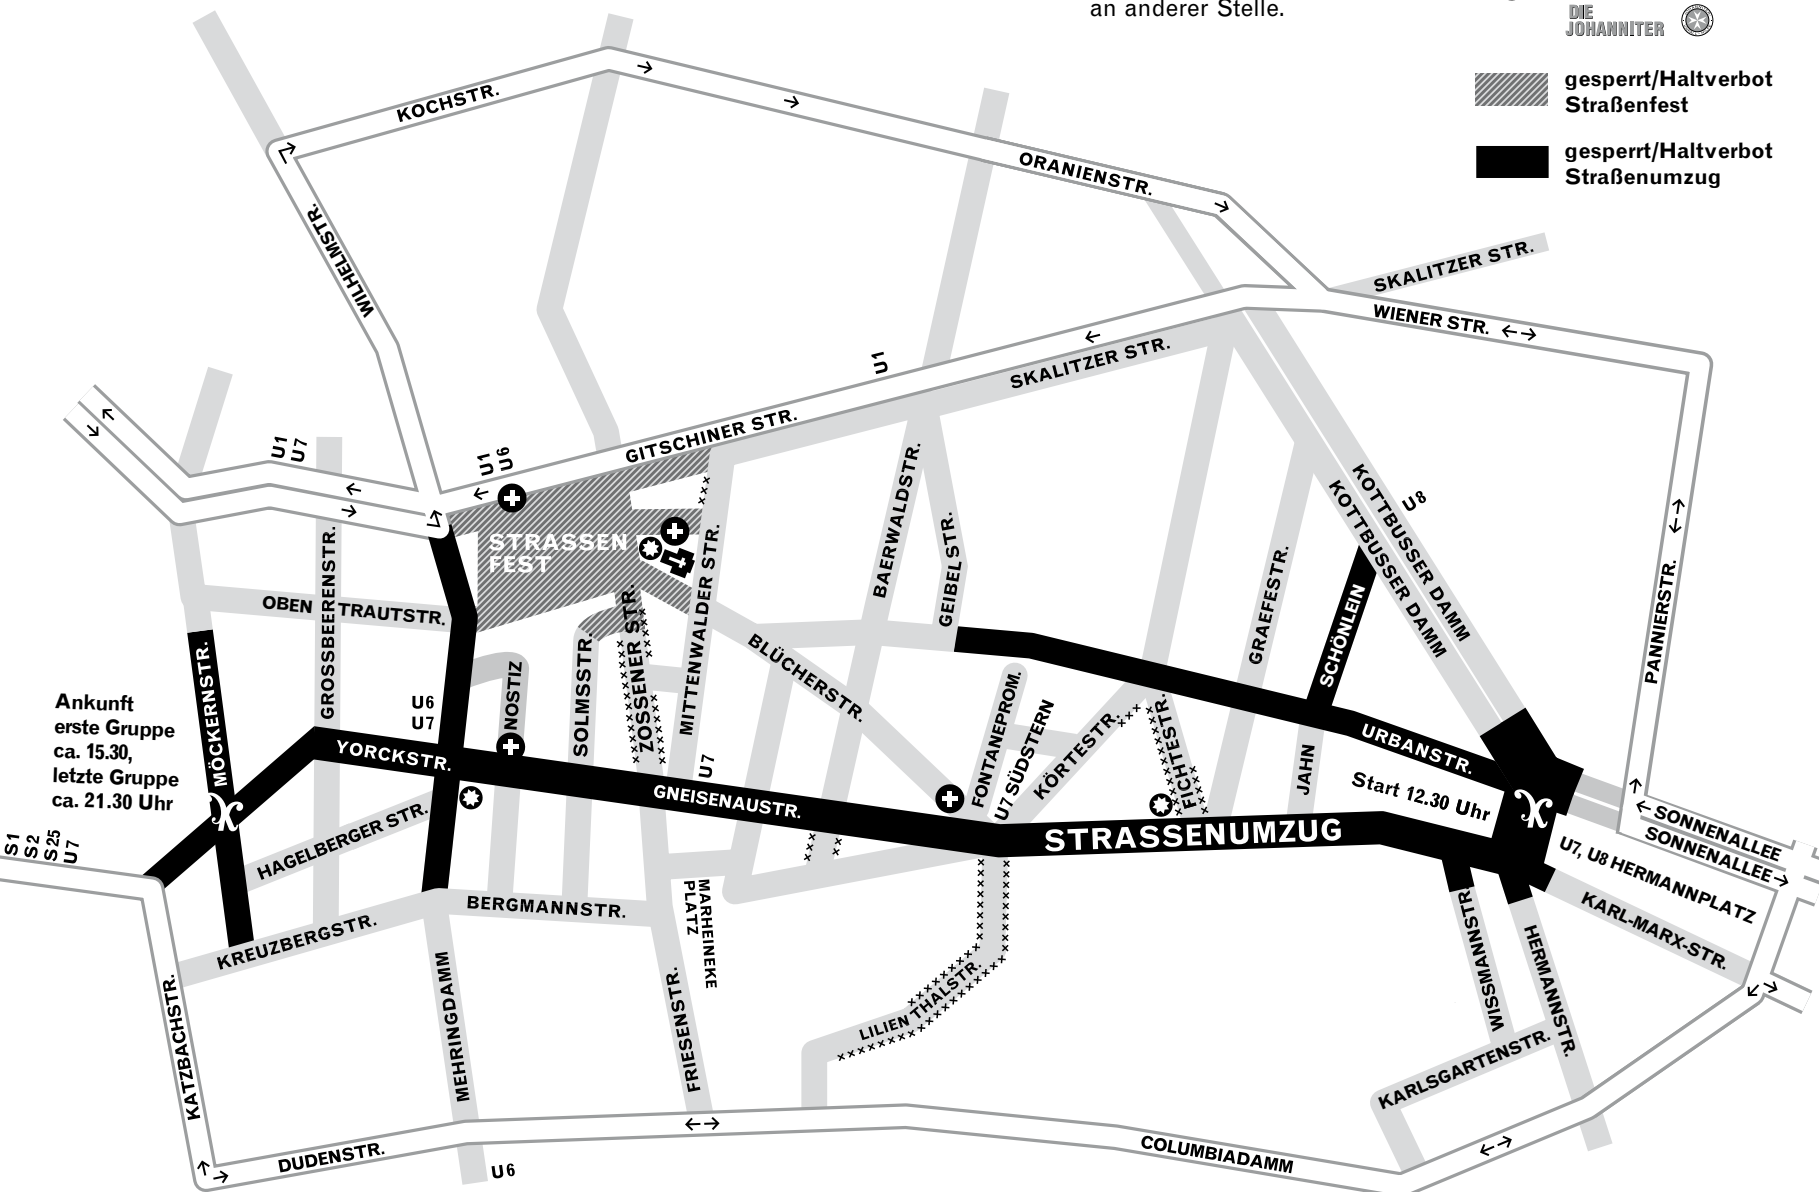 an anderer Stelle.
DIE
JOHANNITER
gesperrt/Haltverbot
Straßenfest
gesperrt/Haltverbot
Straßenumzug
KOCHSTR.
ORANIENSTR.
WILHELMSTR.
SKALITZER STR.
WIENER STR.
U1
SKALITZER STR.
GITSCHINER STR.
U1
U7
U1
U6
STRASSEN
FEST
KOTTBUSSER DAMM
KOTTBUSSER DAMM
U8
BAERWALDSTR.
GEIBELSTR.
GRAEFESTR.
SCHÖNLEIN
PANNIERSTR.
OBENTRAUTSTR.
GROSSBEERENSTR.
MÖCKERNSTR.
Ankunft
erste Gruppe
ca. 15.30,
letzte Gruppe
ca. 21.30 Uhr
U6
U7
NOSTIZ
SOLMSSTR.
ZOSSENER STR.
MITTENWALDER STR.
BLÜCHERSTR.
U7
FONTANEPROM.
U7 SÜDSTERN
KÖRTESTR.
FICHTESTR.
JAHN
URBANSTR.
Start 12.30 Uhr
YORCKSTR.
GNEISENAUSTR.
STRASSENUMZUG
SONNENALLEE
SONNENALLEE
U7, U8 HERMANNPLATZ
KARL-MARX-STR.
S1
S2
S25
U7
HAGELBERGER STR.
KREUZBERGSTR.
BERGMANNSTR.
MARHEINEKE
PLATZ
WISSMANNSTR.
HERMANNSTR.
KATZBACHSTR.
MEHRINGDAMM
FRIESENSTR.
LILIENTHALSTR.
KARLSGARTENSTR.
DUDENSTR.
U6
COLUMBIADAMM